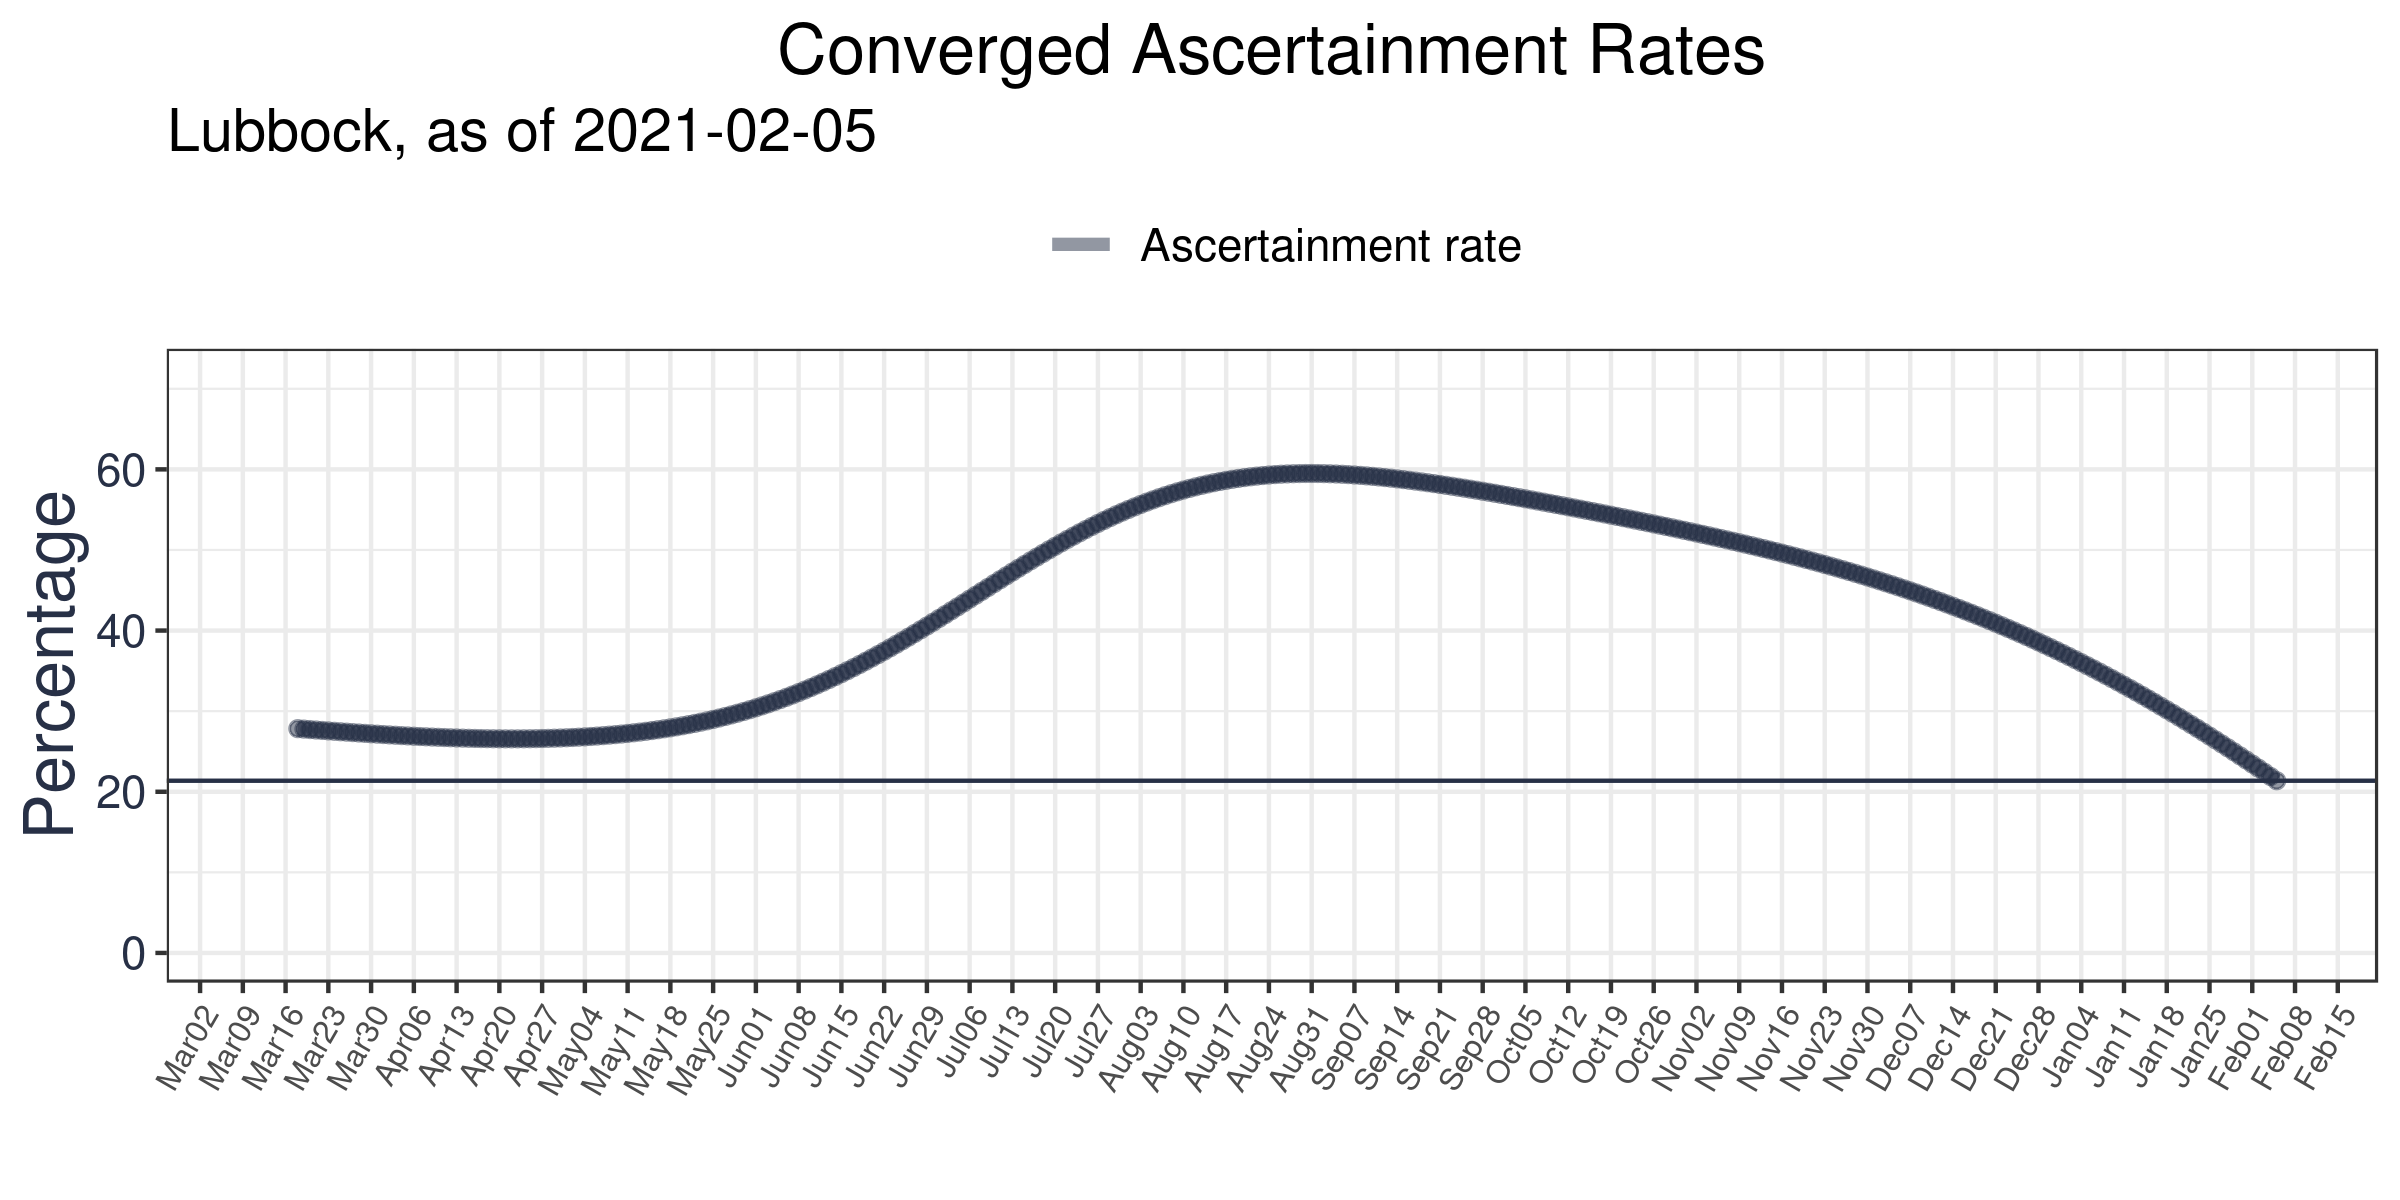 Converged Ascertainment Rates
Lubbock, as of 2021-02-05
Ascertainment rate
Percentage
60
40
20
0
Mar02 Mar09 Mar16 Mar23 Mar30 Apr06 Apr13 Apr20 Apr27 May04 May11 May18 May25 Jun01 Jun08 Jun15 Jun22 Jun29 Jul06 Jul13 Jul20 Jul27 Aug03 Aug10 Aug17 Aug24 Aug31 Sep07 Sep14 Sep21 Sep28 Oct05 Oct12 Oct19 Oct26 Nov02 Nov09 Nov16 Nov23 Nov30 Dec07 Dec14 Dec21 Dec28 Jan04 Jan11 Jan18 Jan25 Feb01 Feb08 Feb15